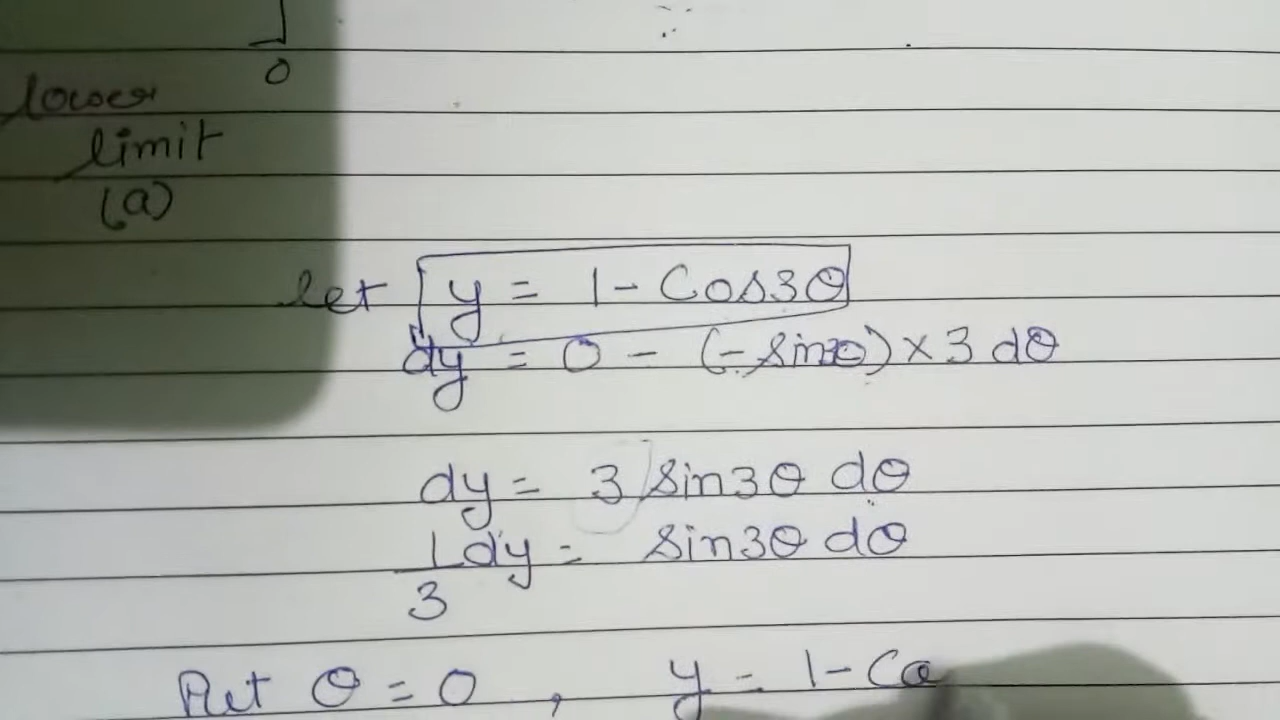 0
lower
limit
(a)
let y = 1 - Cos3θ
dy = 0 - (- sin3θ) × 3 dθ
dy = 3 sin3θ dθ
1/3 dy = sin3θ dθ
Put θ = 0 , y = 1 - Co